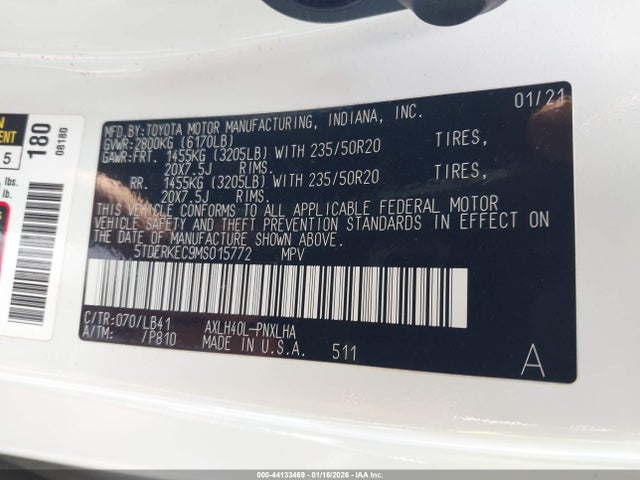 MFD.BY:TOYOTA MOTOR MANUFACTURING, INDIANA, INC. 01/21
GVWR:2800KG (6170LB)
GAWR:FRT. 1455KG (3205LB) WITH 235/50R20 TIRES,
20X7.5J RIMS.
RR. 1455KG (3205LB) WITH 235/50R20 TIRES,
20X7.5J RIMS.
THIS VEHICLE CONFORMS TO ALL APPLICABLE FEDERAL MOTOR
VEHICLE SAFETY AND THEFT PREVENTION STANDARDS IN EFFECT ON
THE DATE OF MANUFACTURE SHOWN ABOVE.
5TDERKEC9MS015772 MPV
C/TR:070/LB41 AXLH40L-PNXLHA
A/TM: /P810 MADE IN U.S.A. 511 A
180
08180
5
lbs.
lb.
000-44133469 - 01/16/2026 - IAAI Inc.